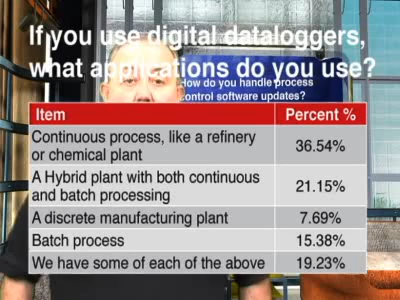 If you use digital dataloggers,
what applications do you use?
How do you handle process
control software updates?
Item Percent %
Continuous process, like a refinery
or chemical plant 36.54%
A Hybrid plant with both continuous
and batch processing 21.15%
A discrete manufacturing plant 7.69%
Batch process 15.38%
We have some of each of the above 19.23%